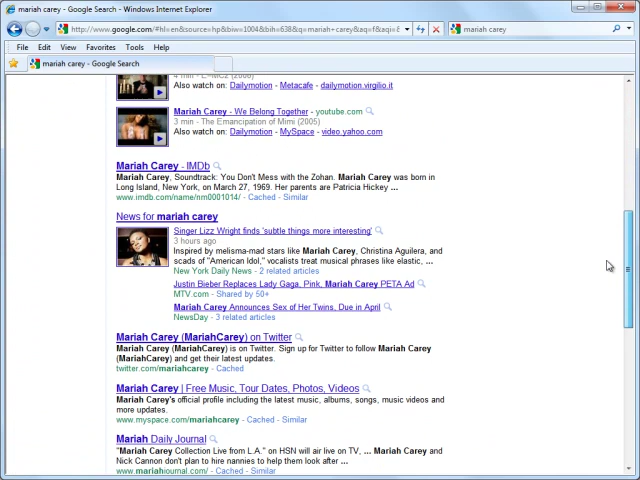 mariah carey - Google Search - Windows Internet Explorer
http://www.google.com/#hl=en&source=hp&biw=1004&bih=638&q=mariah+carey&aq=f&aqi=
mariah carey
File Edit View Favorites Tools Help
mariah carey - Google Search
4 min - E=MC2 (2008)
Also watch on: Dailymotion - Metacafe - dailymotion.virgilio.it
Mariah Carey - We Belong Together - youtube.com
3 min - The Emancipation of Mimi (2005)
Also watch on: Dailymotion - MySpace - video.yahoo.com
Mariah Carey - IMDb
Mariah Carey, Soundtrack: You Don't Mess with the Zohan. Mariah Carey was born in
Long Island, New York, on March 27, 1969. Her parents are Patricia Hickey ...
www.imdb.com/name/nm0001014/ - Cached - Similar
News for mariah carey
Singer Lizz Wright finds 'subtle things more interesting'
3 hours ago
Inspired by melisma-mad stars like Mariah Carey, Christina Aguilera, and
scads of "American Idol," vocalists treat musical phrases like elastic, ...
New York Daily News - 2 related articles
Justin Bieber Replaces Lady Gaga, Pink, Mariah Carey PETA Ad
MTV.com - Shared by 50+
Mariah Carey Announces Sex of Her Twins, Due in April
NewsDay - 3 related articles
Mariah Carey (MariahCarey) on Twitter
Mariah Carey (MariahCarey) is on Twitter. Sign up for Twitter to follow Mariah Carey
(MariahCarey) and get their latest updates.
twitter.com/mariahcarey - Cached
Mariah Carey | Free Music, Tour Dates, Photos, Videos
Mariah Carey's official profile including the latest music, albums, songs, music videos and
more updates.
www.myspace.com/mariahcarey - Cached - Similar
Mariah Daily Journal
"Mariah Carey Collection Live from L.A." on HSN will air live on TV, ... Mariah Carey and
Nick Cannon don't plan to hire nannies to help them look after ...
www.mariahjournal.com/ - Cached - Similar